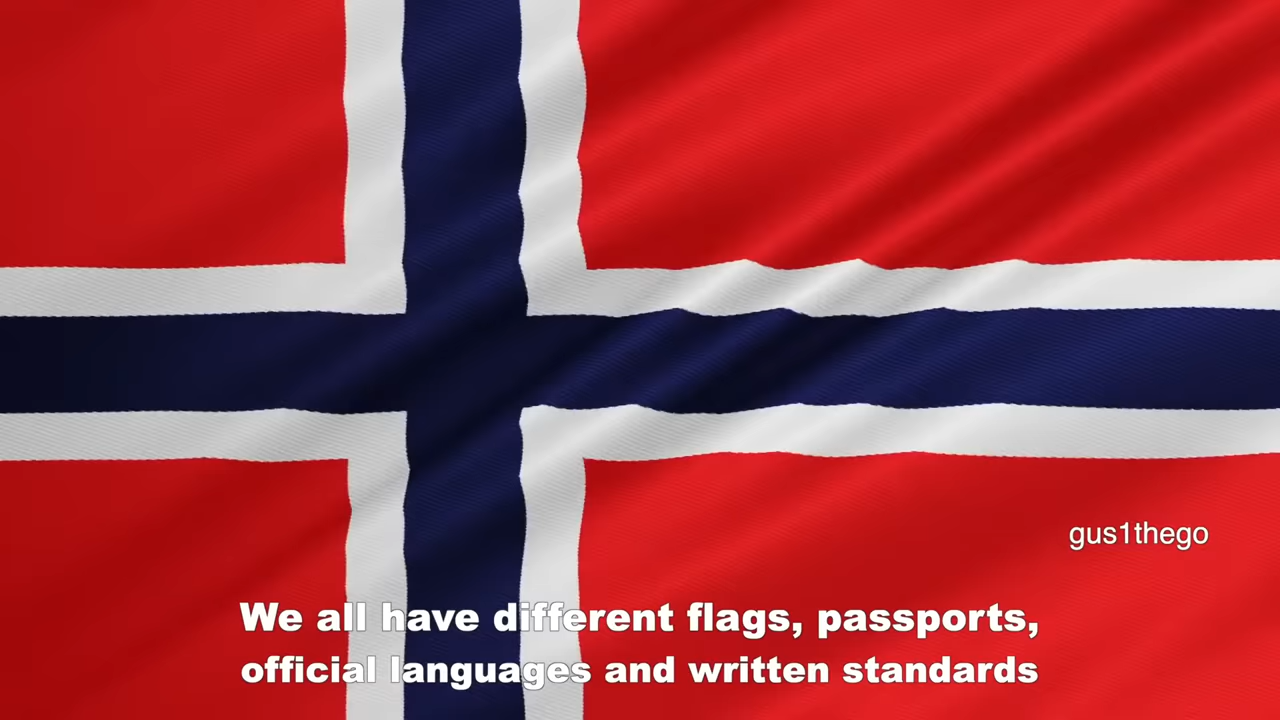 gus1thego
We all have different flags, passports,
official languages and written standards